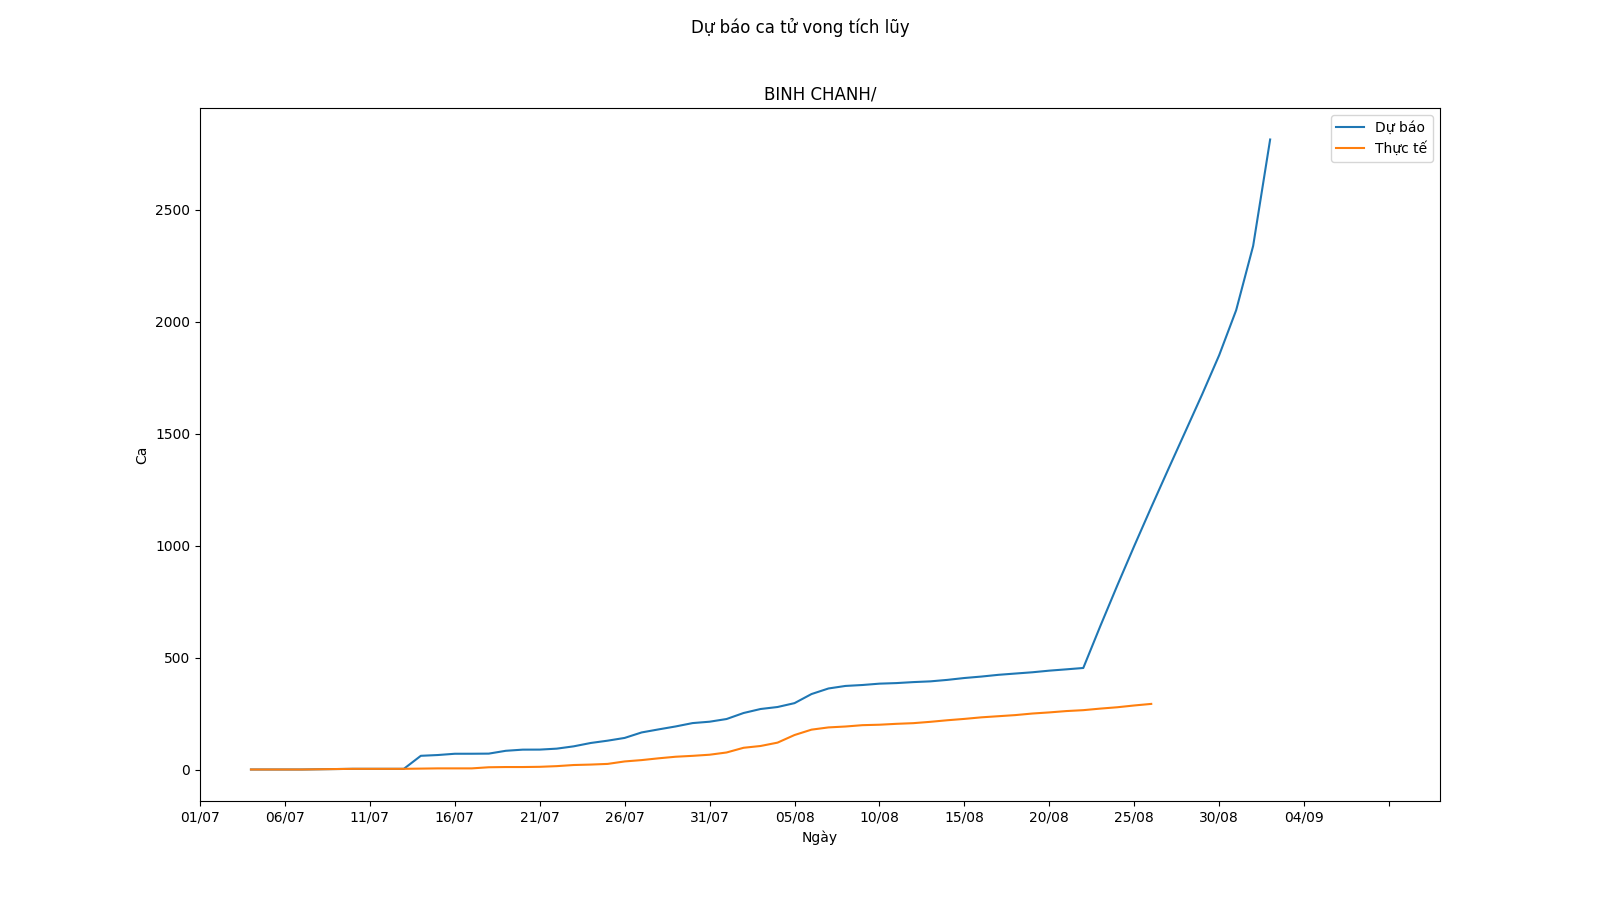 Dự báo ca tử vong tích lũy
BINH CHANH/
Dự báo
Thực tế
2500
2000
1500
1000
500
0
Ca
01/07 06/07 11/07 16/07 21/07 26/07 31/07 05/08 10/08 15/08 20/08 25/08 30/08 04/09
Ngày